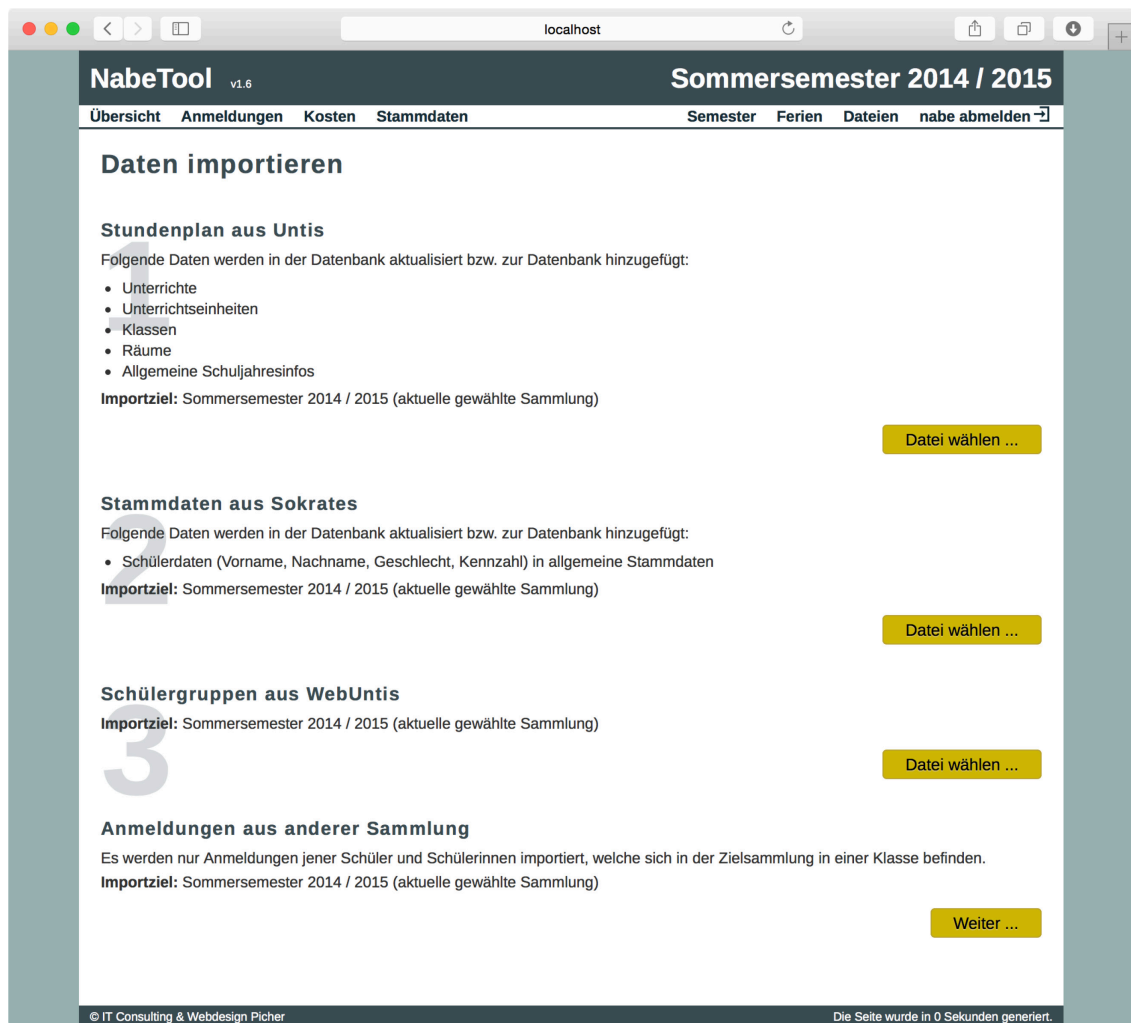 localhost
NabeTool v1.6 Sommersemester 2014 / 2015
Übersicht Anmeldungen Kosten Stammdaten Semester Ferien Dateien nabe abmelden
Daten importieren
Stundenplan aus Untis
1
Folgende Daten werden in der Datenbank aktualisiert bzw. zur Datenbank hinzugefügt:
• Unterrichte
• Unterrichtseinheiten
• Klassen
• Räume
• Allgemeine Schuljahresinfos
Importziel: Sommersemester 2014 / 2015 (aktuelle gewählte Sammlung)
Datei wählen ...
Stammdaten aus Sokrates
2
Folgende Daten werden in der Datenbank aktualisiert bzw. zur Datenbank hinzugefügt:
• Schülerdaten (Vorname, Nachname, Geschlecht, Kennzahl) in allgemeine Stammdaten
Importziel: Sommersemester 2014 / 2015 (aktuelle gewählte Sammlung)
Datei wählen ...
Schülergruppen aus WebUntis
3
Importziel: Sommersemester 2014 / 2015 (aktuelle gewählte Sammlung)
Datei wählen ...
Anmeldungen aus anderer Sammlung
Es werden nur Anmeldungen jener Schüler und Schülerinnen importiert, welche sich in der Zielsammlung in einer Klasse befinden.
Importziel: Sommersemester 2014 / 2015 (aktuelle gewählte Sammlung)
Weiter ...
© IT Consulting & Webdesign Picher Die Seite wurde in 0 Sekunden generiert.